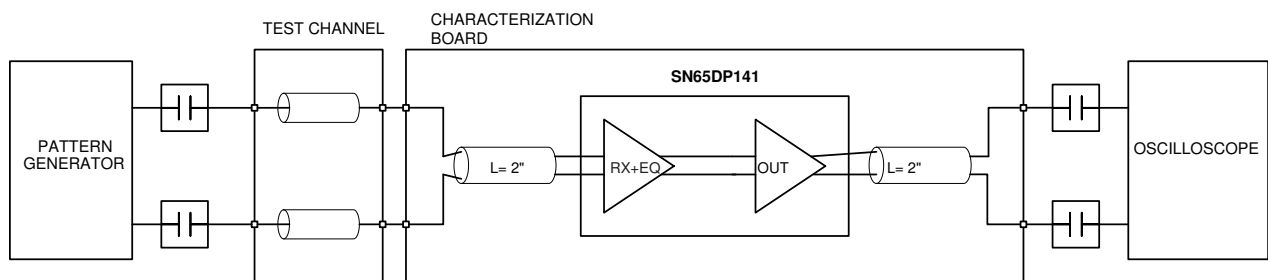 TEST CHANNEL
CHARACTERIZATION
BOARD
SN65DP141
PATTERN
GENERATOR
L= 2"
RX+EQ
OUT
L= 2"
OSCILLOSCOPE